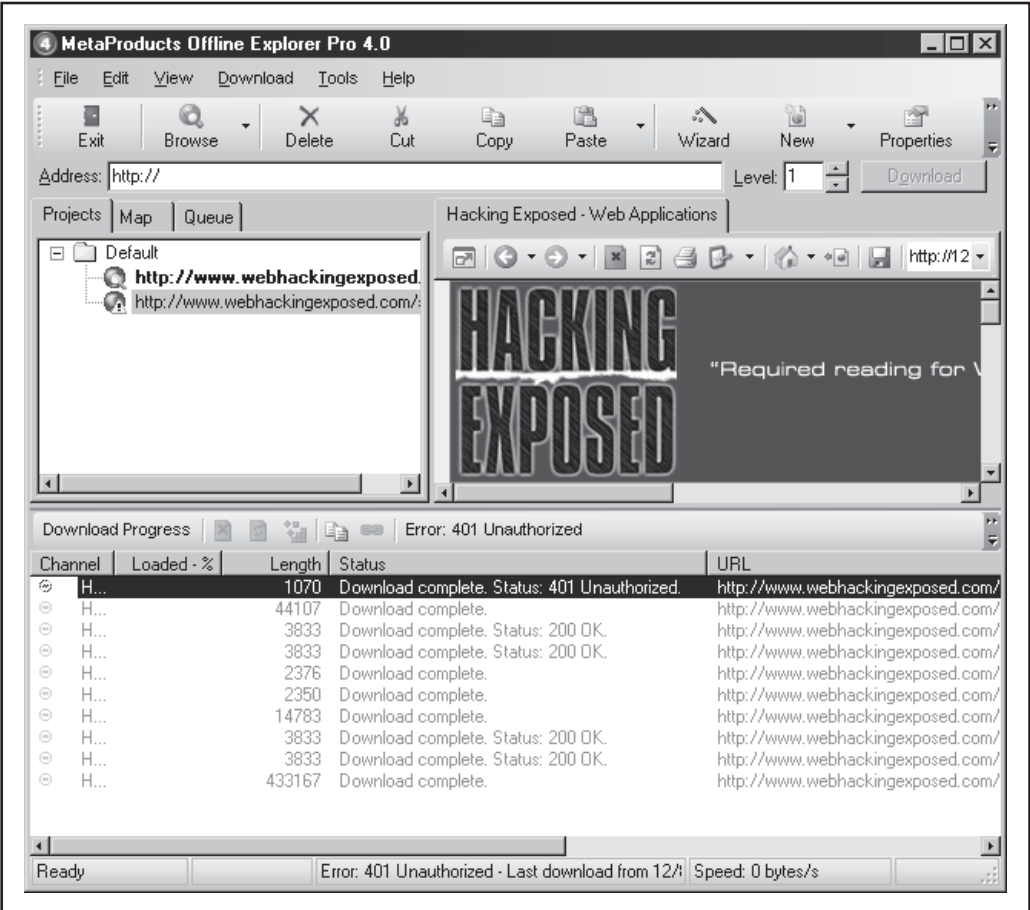 4 MetaProducts Offline Explorer Pro 4.0
File Edit View Download Tools Help
Exit Browse Delete Cut Copy Paste Wizard New Properties
Address: http:// Level: 1 Download
Projects Map Queue
Default
http://www.webhackingexposed.
http://www.webhackingexposed.com/
Hacking Exposed - Web Applications
http://12
HACKING
EXPOSED
"Required reading for
Download Progress Error: 401 Unauthorized
Channel Loaded - % Length Status URL
H... 1070 Download complete. Status: 401 Unauthorized. http://www.webhackingexposed.com/
H... 44107 Download complete. http://www.webhackingexposed.com/
H... 3833 Download complete. Status: 200 OK. http://www.webhackingexposed.com/
H... 3833 Download complete. Status: 200 OK. http://www.webhackingexposed.com/
H... 2376 Download complete. http://www.webhackingexposed.com/
H... 2350 Download complete. http://www.webhackingexposed.com/
H... 14783 Download complete. http://www.webhackingexposed.com/
H... 3833 Download complete. Status: 200 OK. http://www.webhackingexposed.com/
H... 3833 Download complete. Status: 200 OK. http://www.webhackingexposed.com/
H... 433167 Download complete. http://www.webhackingexposed.com/
Ready Error: 401 Unauthorized - Last download from 12/ Speed: 0 bytes/s